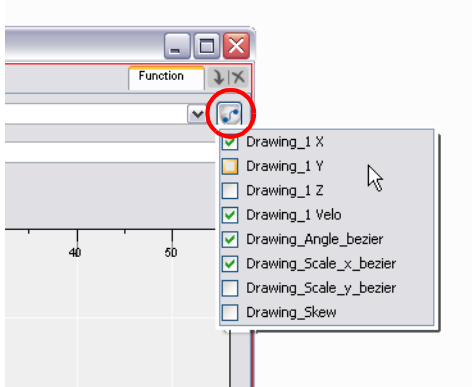 Function
Drawing_1 X
Drawing_1 Y
Drawing_1 Z
Drawing_1 Velo
Drawing_Angle_bezier
Drawing_Scale_x_bezier
Drawing_Scale_y_bezier
Drawing_Skew
40 50